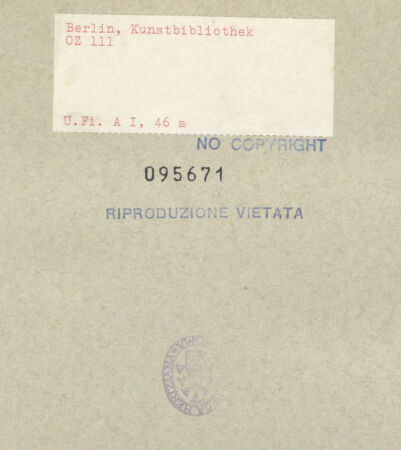 Berlin, Kunstbibliothek
OZ 111
U.Fi. A I, 46 a
NO COPYRIGHT
095671
RIPRODUZIONE VIETATA